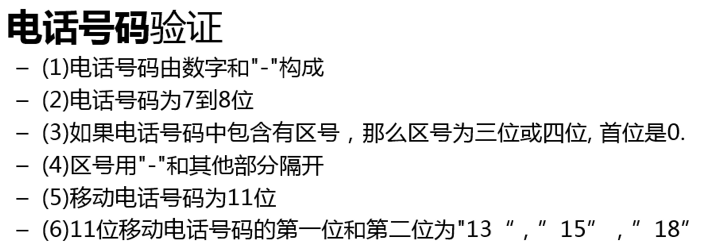 电话号码验证
– (1)电话号码由数字和"-"构成
– (2)电话号码为7到8位
– (3)如果电话号码中包含有区号，那么区号为三位或四位, 首位是0.
– (4)区号用"-"和其他部分隔开
– (5)移动电话号码为11位
– (6)11位移动电话号码的第一位和第二位为"13“，”15”，”18”